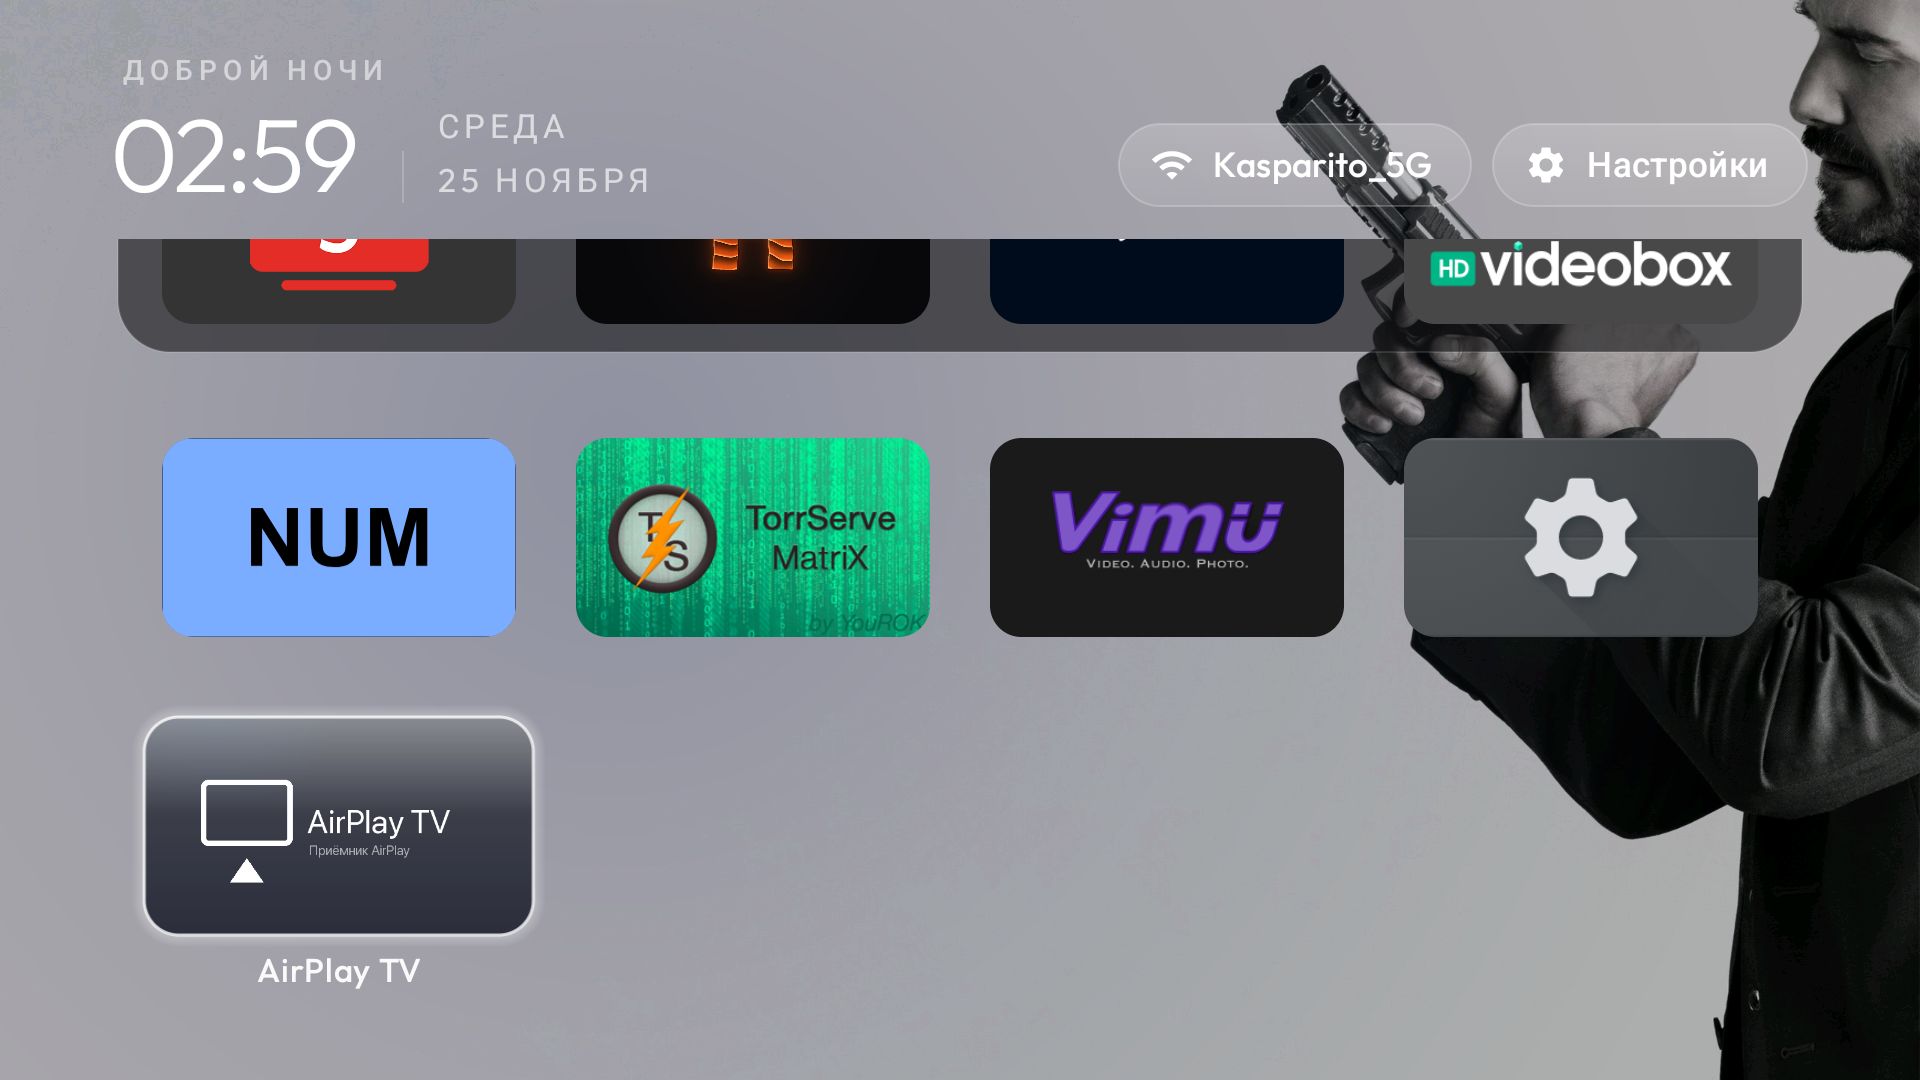 ДОБРОЙ НОЧИ
02:59
СРЕДА
25 НОЯБРЯ
Kasparito_5G
Настройки
HD videobox
NUM
TS
TorrServe
MatriX
by YouROK
Vimu
VIDEO. AUDIO. PHOTO.
AirPlay TV
Приёмник AirPlay
AirPlay TV